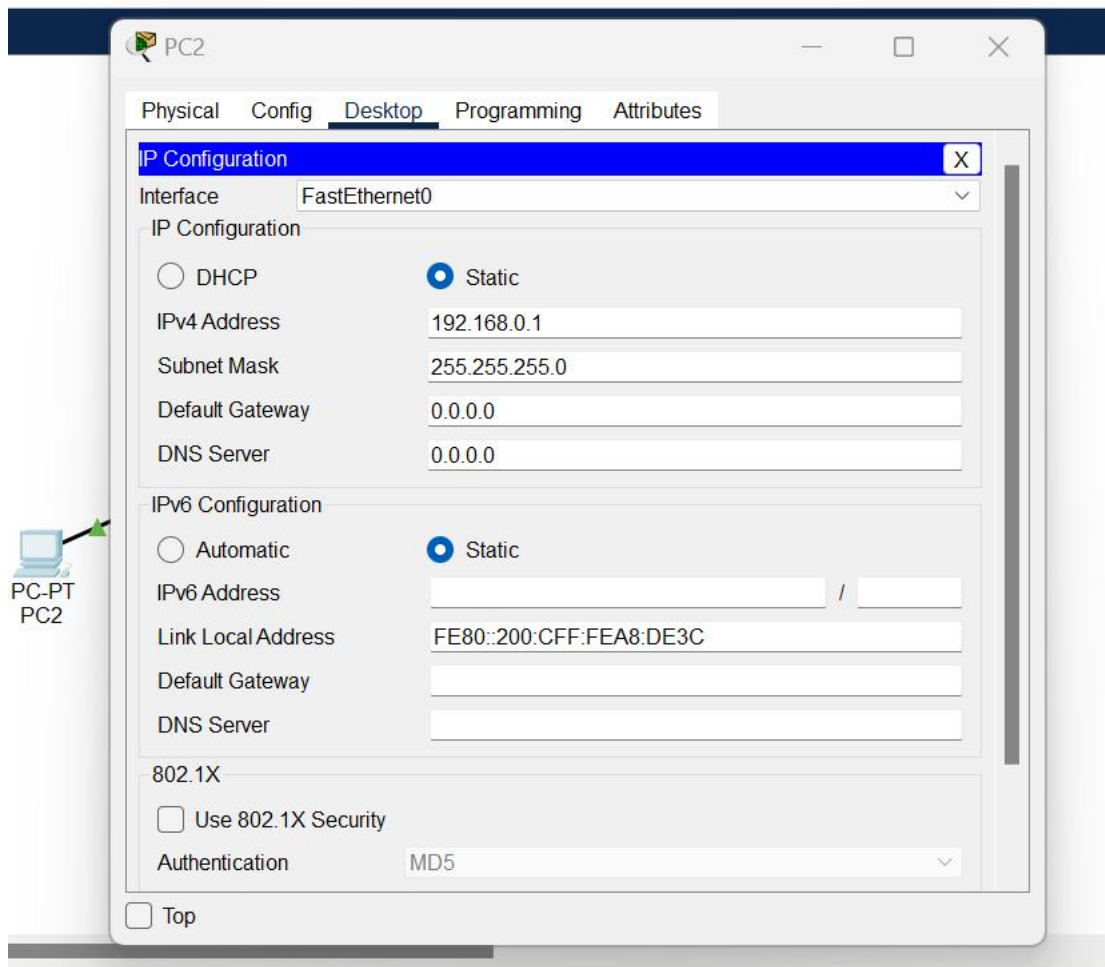 PC2
Physical Config Desktop Programming Attributes
IP Configuration X
Interface FastEthernet0
IP Configuration
DHCP Static
IPv4 Address 192.168.0.1
Subnet Mask 255.255.255.0
Default Gateway 0.0.0.0
DNS Server 0.0.0.0
IPv6 Configuration
Automatic Static
IPv6 Address /
Link Local Address FE80::200:CFF:FEA8:DE3C
Default Gateway
DNS Server
802.1X
Use 802.1X Security
Authentication MD5
Top
PC-PT
PC2